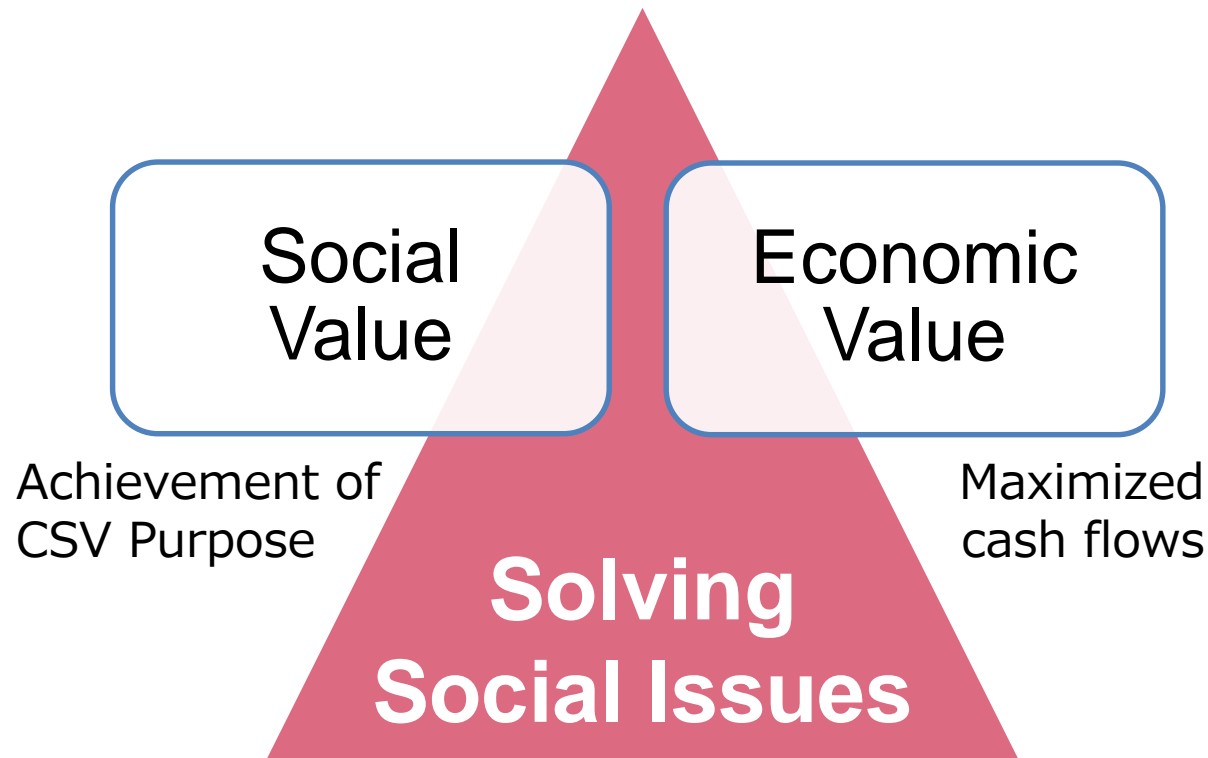 Social
Value
Economic
Value
Achievement of
CSV Purpose
Maximized
cash flows
Solving
Social Issues